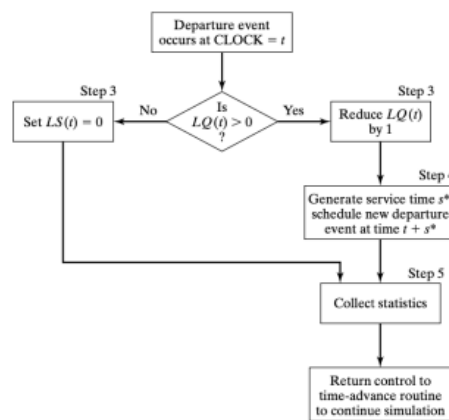 Departure event
occurs at CLOCK = t
Step 3
Set LS(t) = 0
No
Is
LQ(t) > 0
?
Yes
Step 3
Reduce LQ(t)
by 1
Step
Generate service time s*
schedule new departure
event at time t + s*
Step 5
Collect statistics
Return control to
time-advance routine
to continue simulation